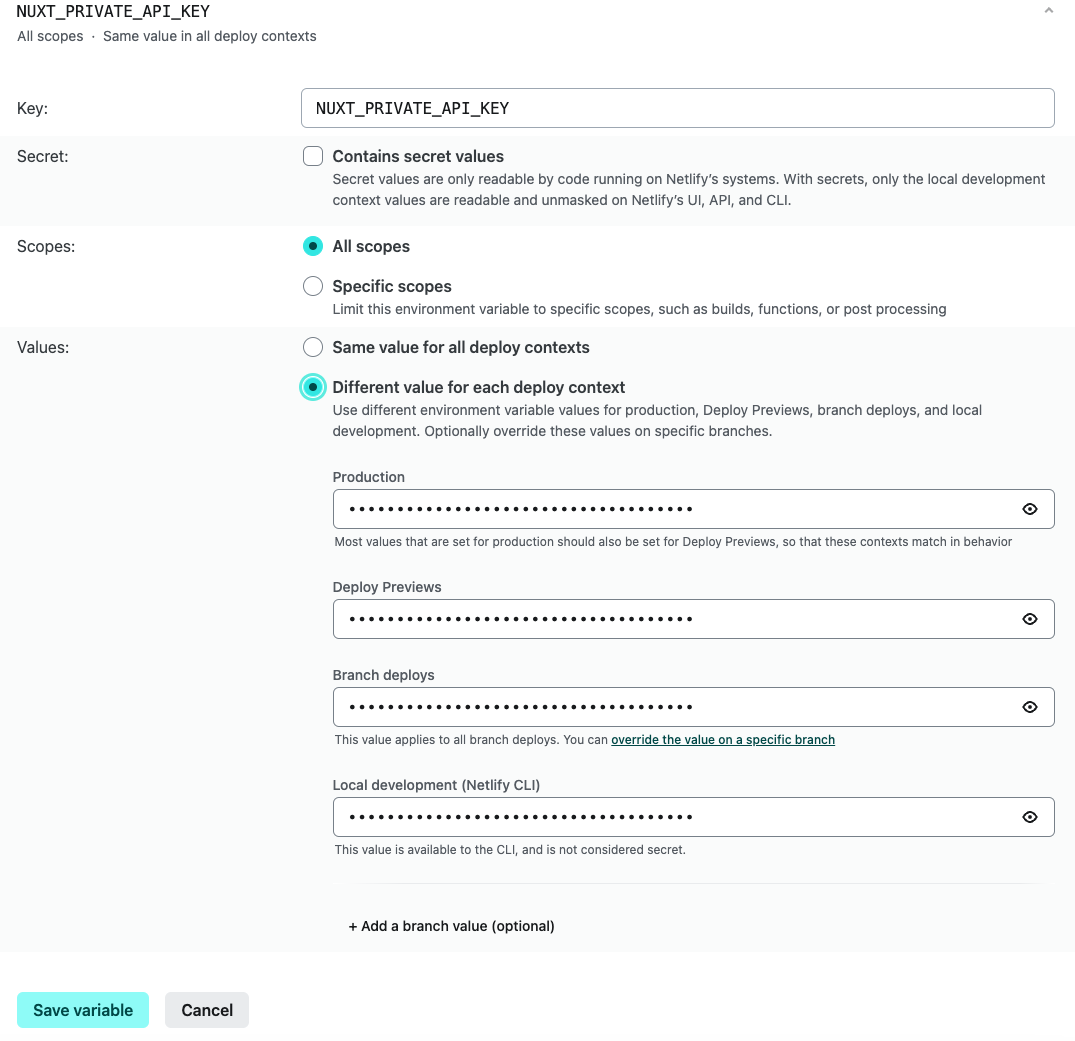 NUXT_PRIVATE_API_KEY
All scopes · Same value in all deploy contexts
Key:
NUXT_PRIVATE_API_KEY
Secret:
Contains secret values
Secret values are only readable by code running on Netlify’s systems. With secrets, only the local development
context values are readable and unmasked on Netlify’s UI, API, and CLI.
Scopes:
All scopes
Specific scopes
Limit this environment variable to specific scopes, such as builds, functions, or post processing
Values:
Same value for all deploy contexts
Different value for each deploy context
Use different environment variable values for production, Deploy Previews, branch deploys, and local
development. Optionally override these values on specific branches.
Production
••••••••••••••••••••••••••••••••••••
Most values that are set for production should also be set for Deploy Previews, so that these contexts match in behavior
Deploy Previews
••••••••••••••••••••••••••••••••••••
Branch deploys
••••••••••••••••••••••••••••••••••••
This value applies to all branch deploys. You can override the value on a specific branch
Local development (Netlify CLI)
••••••••••••••••••••••••••••••••••••
This value is available to the CLI, and is not considered secret.
+ Add a branch value (optional)
Save variable
Cancel